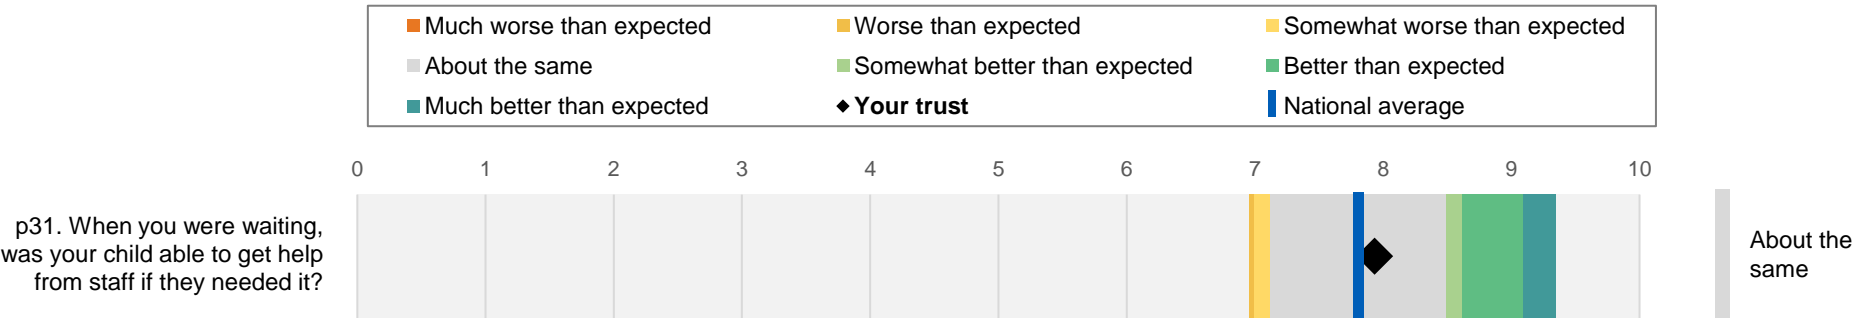 Much worse than expected
Worse than expected
Somewhat worse than expected
About the same
Somewhat better than expected
Better than expected
Much better than expected
Your trust
National average
0 1 2 3 4 5 6 7 8 9 10
p31. When you were waiting,
was your child able to get help
from staff if they needed it?
About the
same